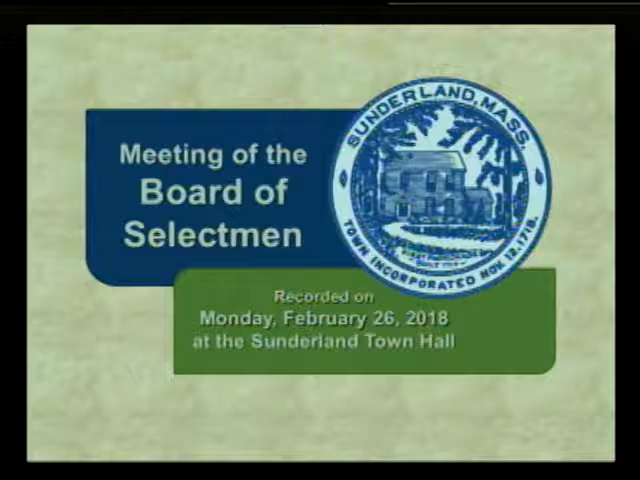 Meeting of the
Board of
Selectmen
SUNDERLAND, MASS.
TOWN INCORPORATED NOV. 12, 1718.
Recorded on
Monday, February 26, 2018
at the Sunderland Town Hall